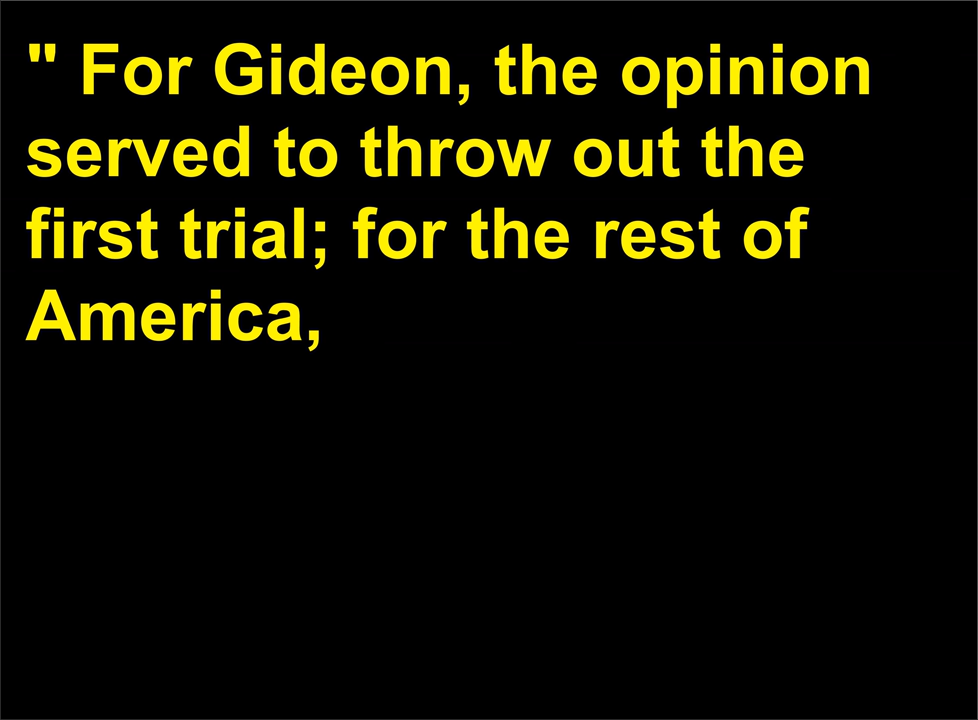 " For Gideon, the opinion
served to throw out the
first trial; for the rest of
America,